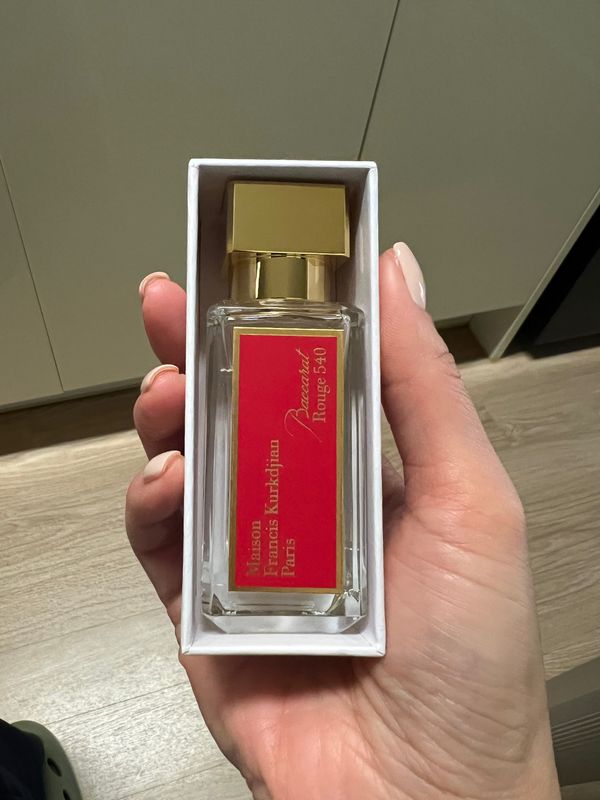 Baccarat
Rouge 540
Maison
Francis Kurkdjian
Paris